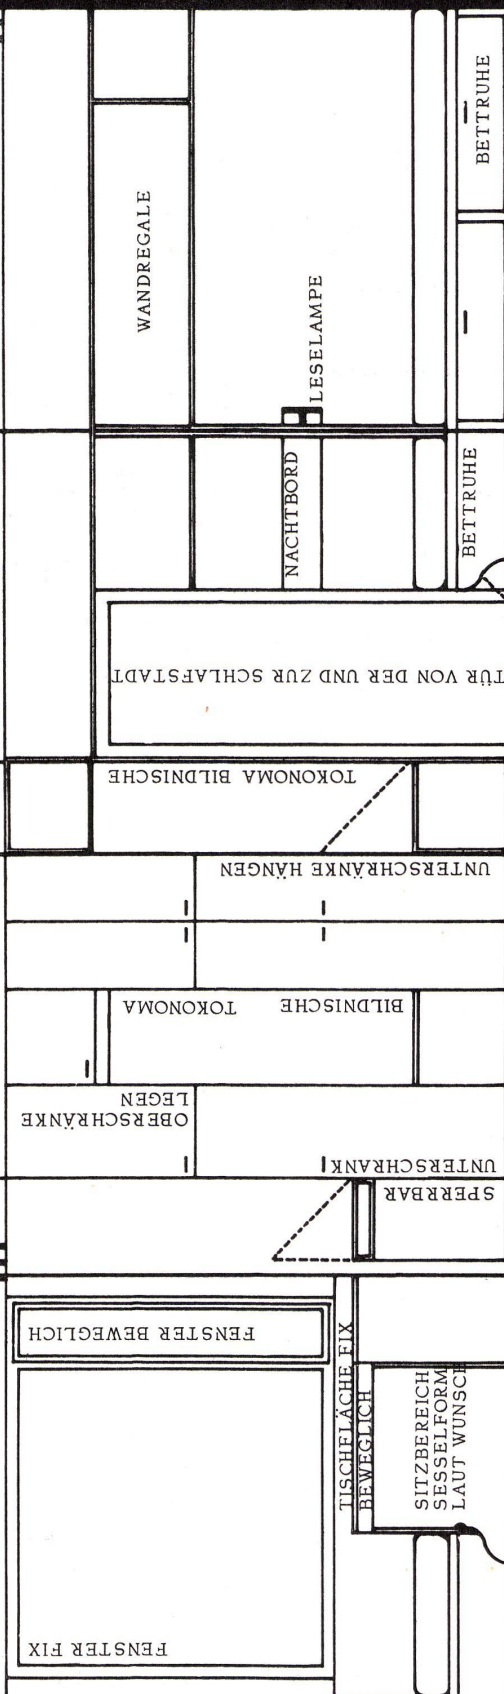 BETTRUHE
WANDREGALE
LESELAMPE
NACHTBORD
BETTRUHE
TÜR VON DER UND ZUR SCHLAFSTADT
TOKONOMA BILDNISCHE
UNTERSCHRÄNKE HÄNGEN
TOKONOMA BILDNISCHE
OBERSCHRÄNKE
LEGEN
UNTERSCHRANK
SPERRBAR
FENSTER BEWEGLICH
TISCHFLÄCHE FIX
BEWEGLICH
SITZBEREICH
SESSELFORM
LAUT WUNSCH
FENSTER FIX